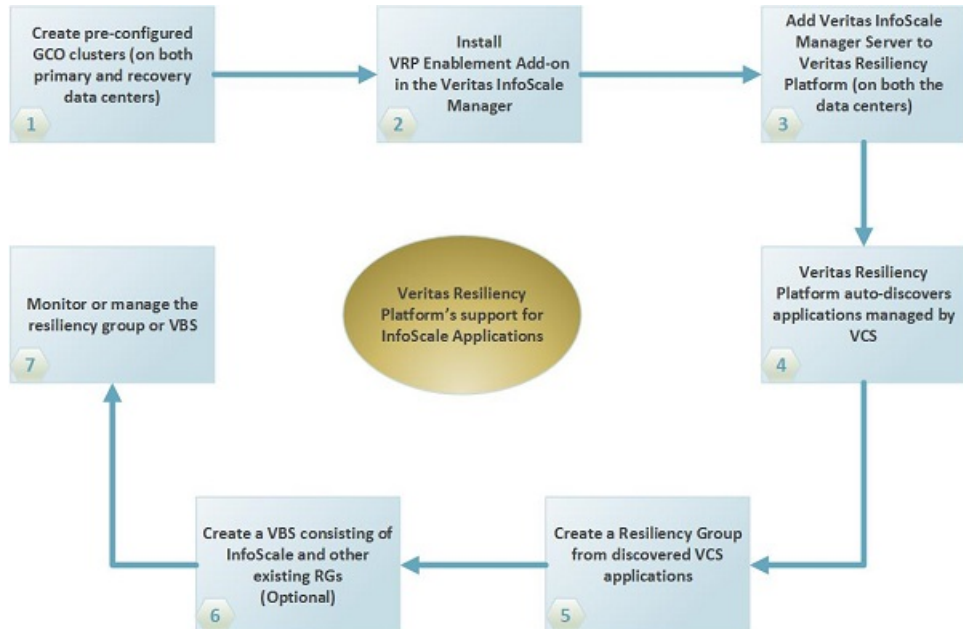 Create pre-configured
GCO clusters (on both
primary and recovery
data centers)
1
Install
VRP Enablement Add-on
in the Veritas InfoScale
Manager
2
Add Veritas InfoScale
Manager Server to
Veritas Resiliency
Platform (on both the
data centers)
3
Veritas Resiliency
Platform auto-discovers
applications managed by
VCS
4
Create a Resiliency Group
from discovered VCS
applications
5
Create a VBS consisting of
InfoScale and other
existing RGs
(Optional)
6
Monitor or manage the
resiliency group or VBS
7
Veritas Resiliency
Platform's support for
InfoScale Applications